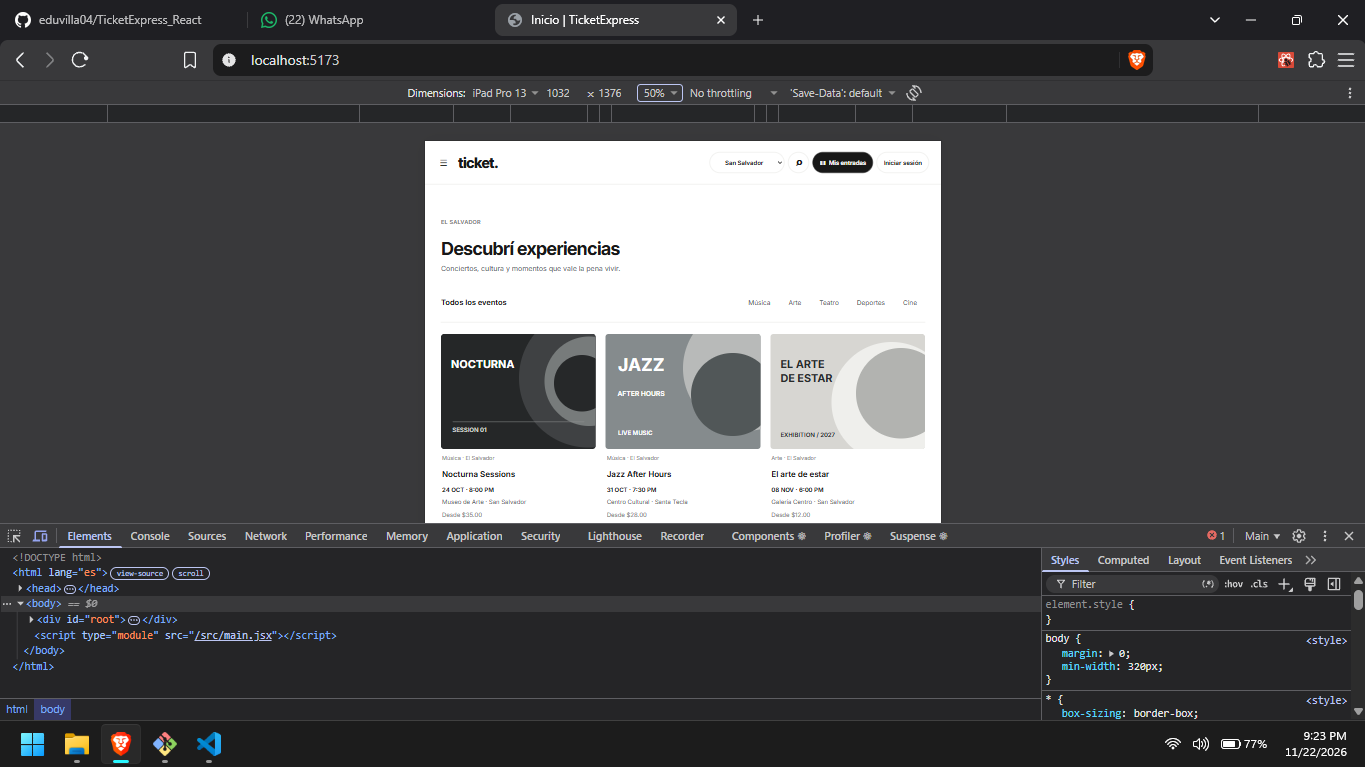 eduvilla04/TicketExpress_React
(22) WhatsApp
Inicio | TicketExpress
localhost:5173
Dimensions: iPad Pro 13 1032 x 1376 50% No throttling 'Save-Data': default
☰ ticket. San Salvador Mis entradas Iniciar sesión
EL SALVADOR
Descubrí experiencias
Conciertos, cultura y momentos que vale la pena vivir.
Todos los eventos Música Arte Teatro Deportes Cine
NOCTURNA
SESSION 01
JAZZ
AFTER HOURS
LIVE MUSIC
EL ARTE
DE ESTAR
EXHIBITION / 2027
Música · El Salvador
Nocturna Sessions
24 OCT · 8:00 PM
Museo de Arte · San Salvador
Desde $35.00
Música · El Salvador
Jazz After Hours
31 OCT · 7:30 PM
Centro Cultural · Santa Tecla
Desde $28.00
Arte · El Salvador
El arte de estar
08 NOV · 6:00 PM
Galería Centro · San Salvador
Desde $12.00
Elements Console Sources Network Performance Memory Application Security Lighthouse Recorder Components Profiler Suspense 1 Main
<!DOCTYPE html>
<html lang="es"> view-source scroll
<head>…</head>
… <body> == $0
<div id="root">…</div>
<script type="module" src="/src/main.jsx"></script>
</body>
</html>
html body
Styles Computed Layout Event Listeners
Filter :hov .cls
element.style {
}
body { <style>
margin: 0;
min-width: 320px;
}
* { <style>
box-sizing: border-box;
77%
9:23 PM
11/22/2026